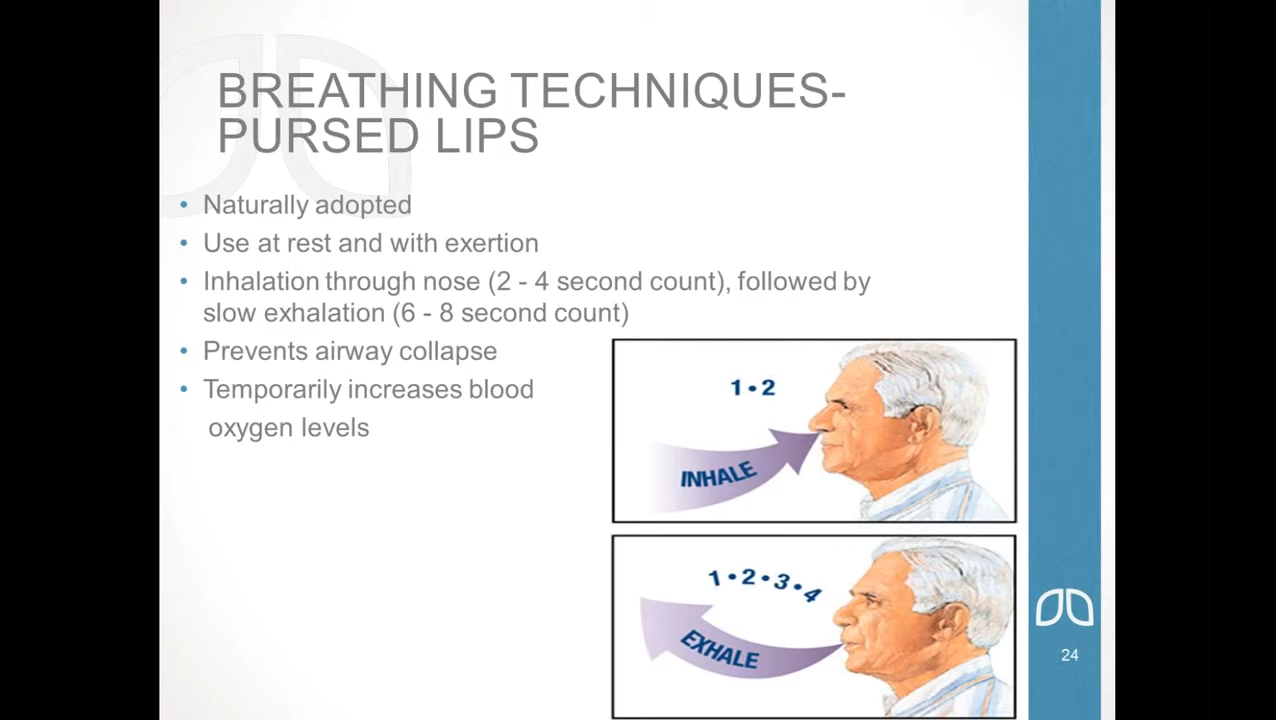 BREATHING TECHNIQUES-
PURSED LIPS
• Naturally adopted
• Use at rest and with exertion
• Inhalation through nose (2 - 4 second count), followed by
slow exhalation (6 - 8 second count)
• Prevents airway collapse
• Temporarily increases blood
oxygen levels
1•2
INHALE
1•2•3•4
EXHALE
24